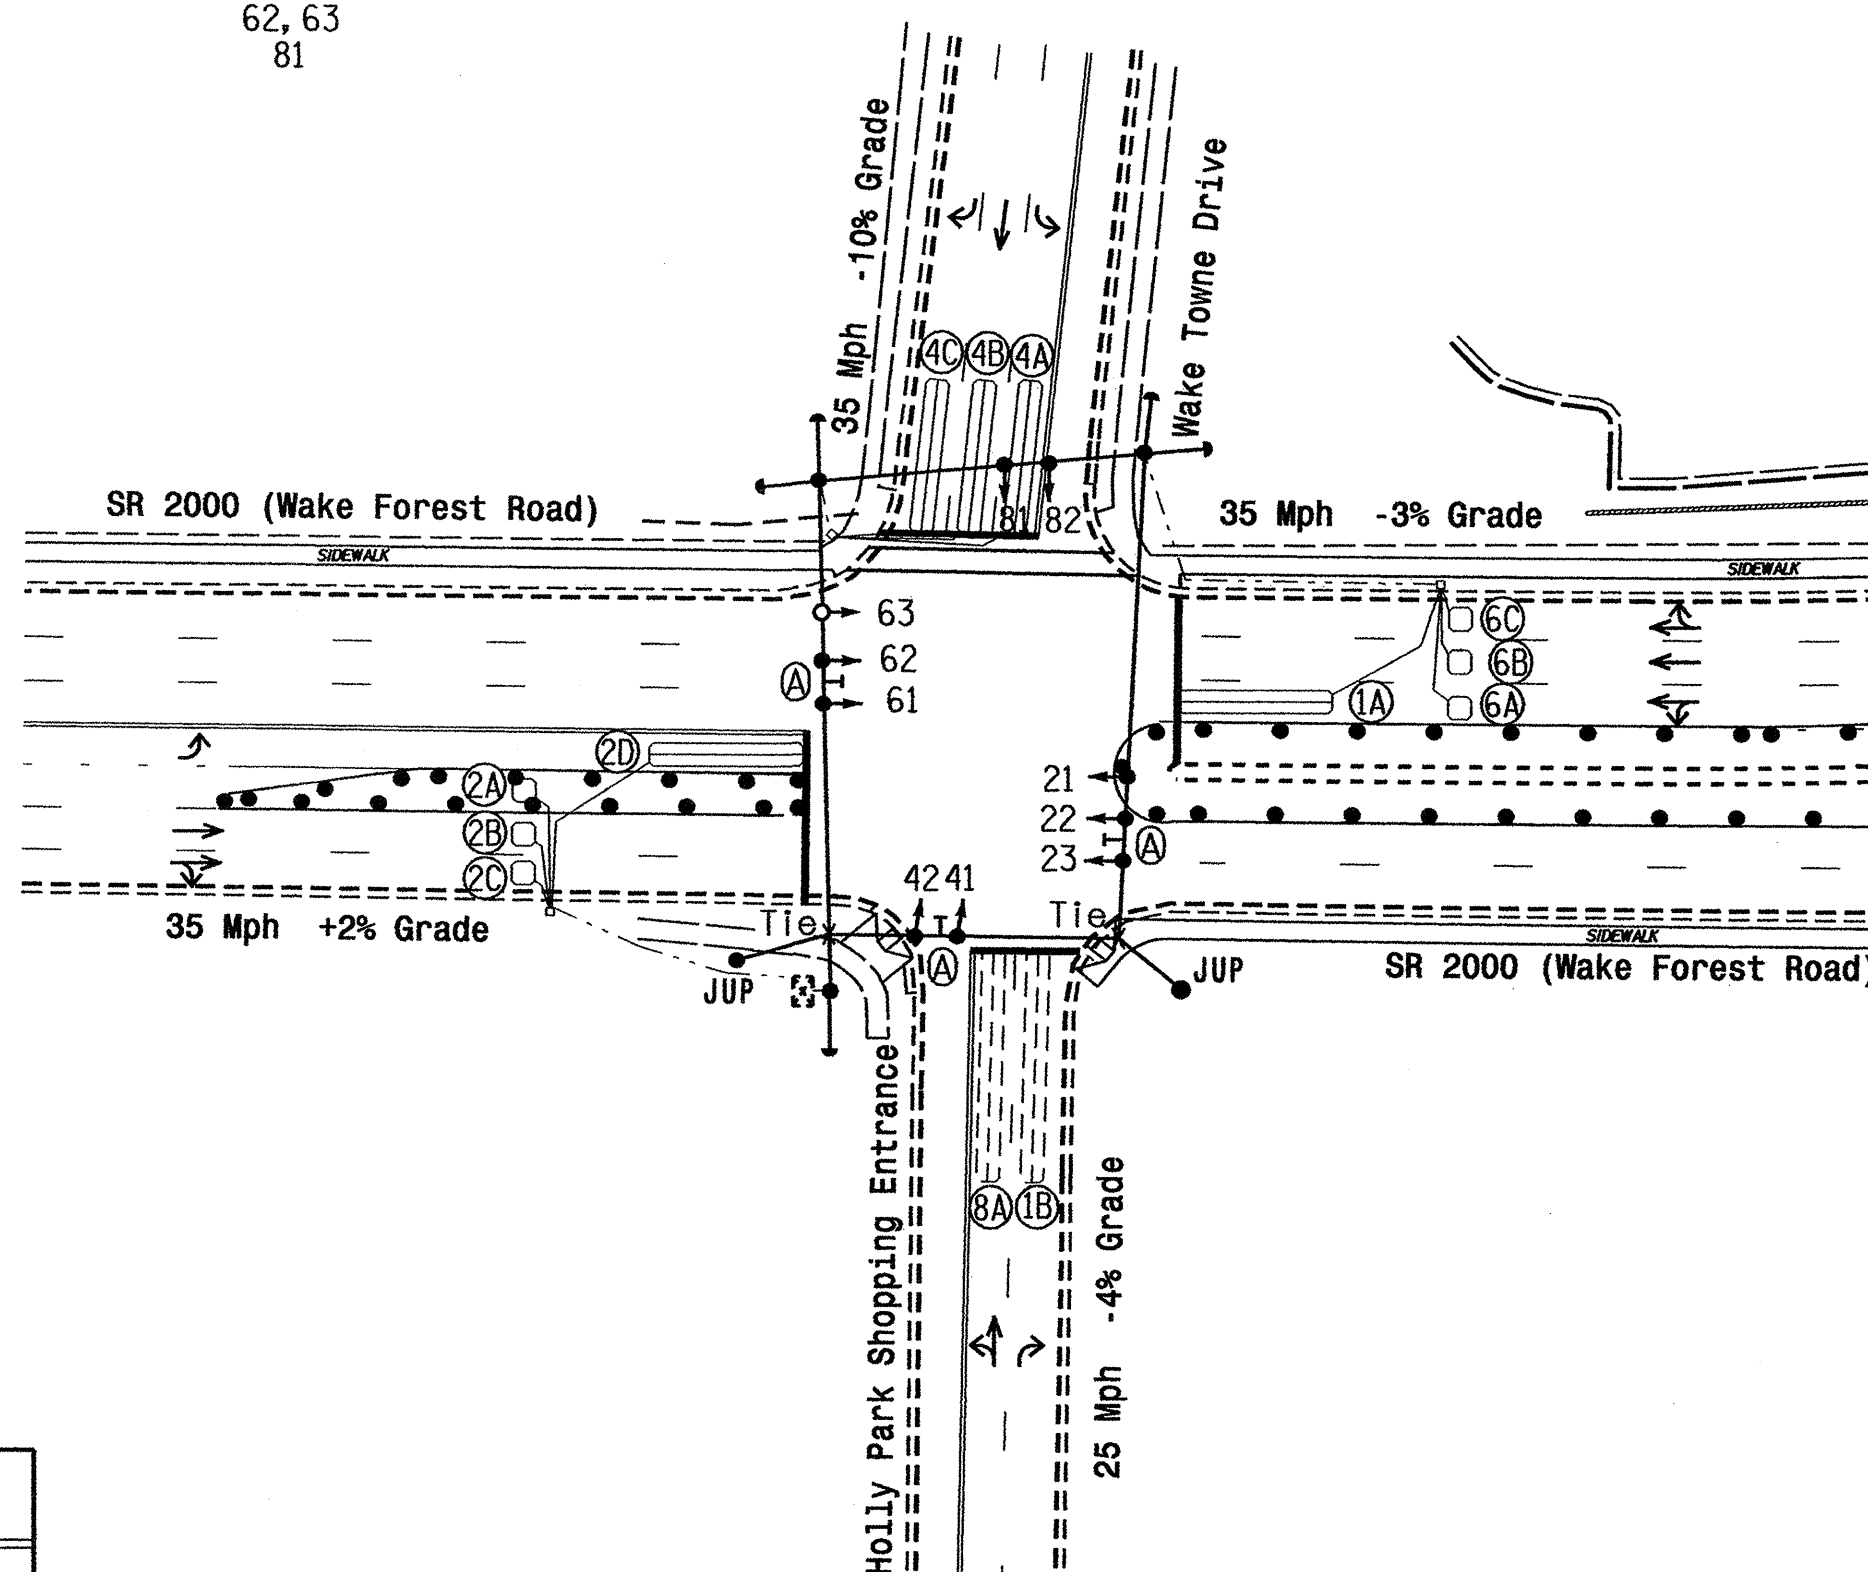 62, 63
81
35 Mph -10% Grade
Wake Towne Drive
4C 4B 4A
SR 2000 (Wake Forest Road)
81 82
35 Mph -3% Grade
SIDEWALK
SIDEWALK
63
62
A
61
6C
6B
1A 6A
2D
2A
2B
2C
21
22
23 A
42 41
35 Mph +2% Grade
Tie
Tie
A
SIDEWALK
JUP
JUP
SR 2000 (Wake Forest Road)
Holly Park Shopping Entrance
8A 1B
25 Mph -4% Grade